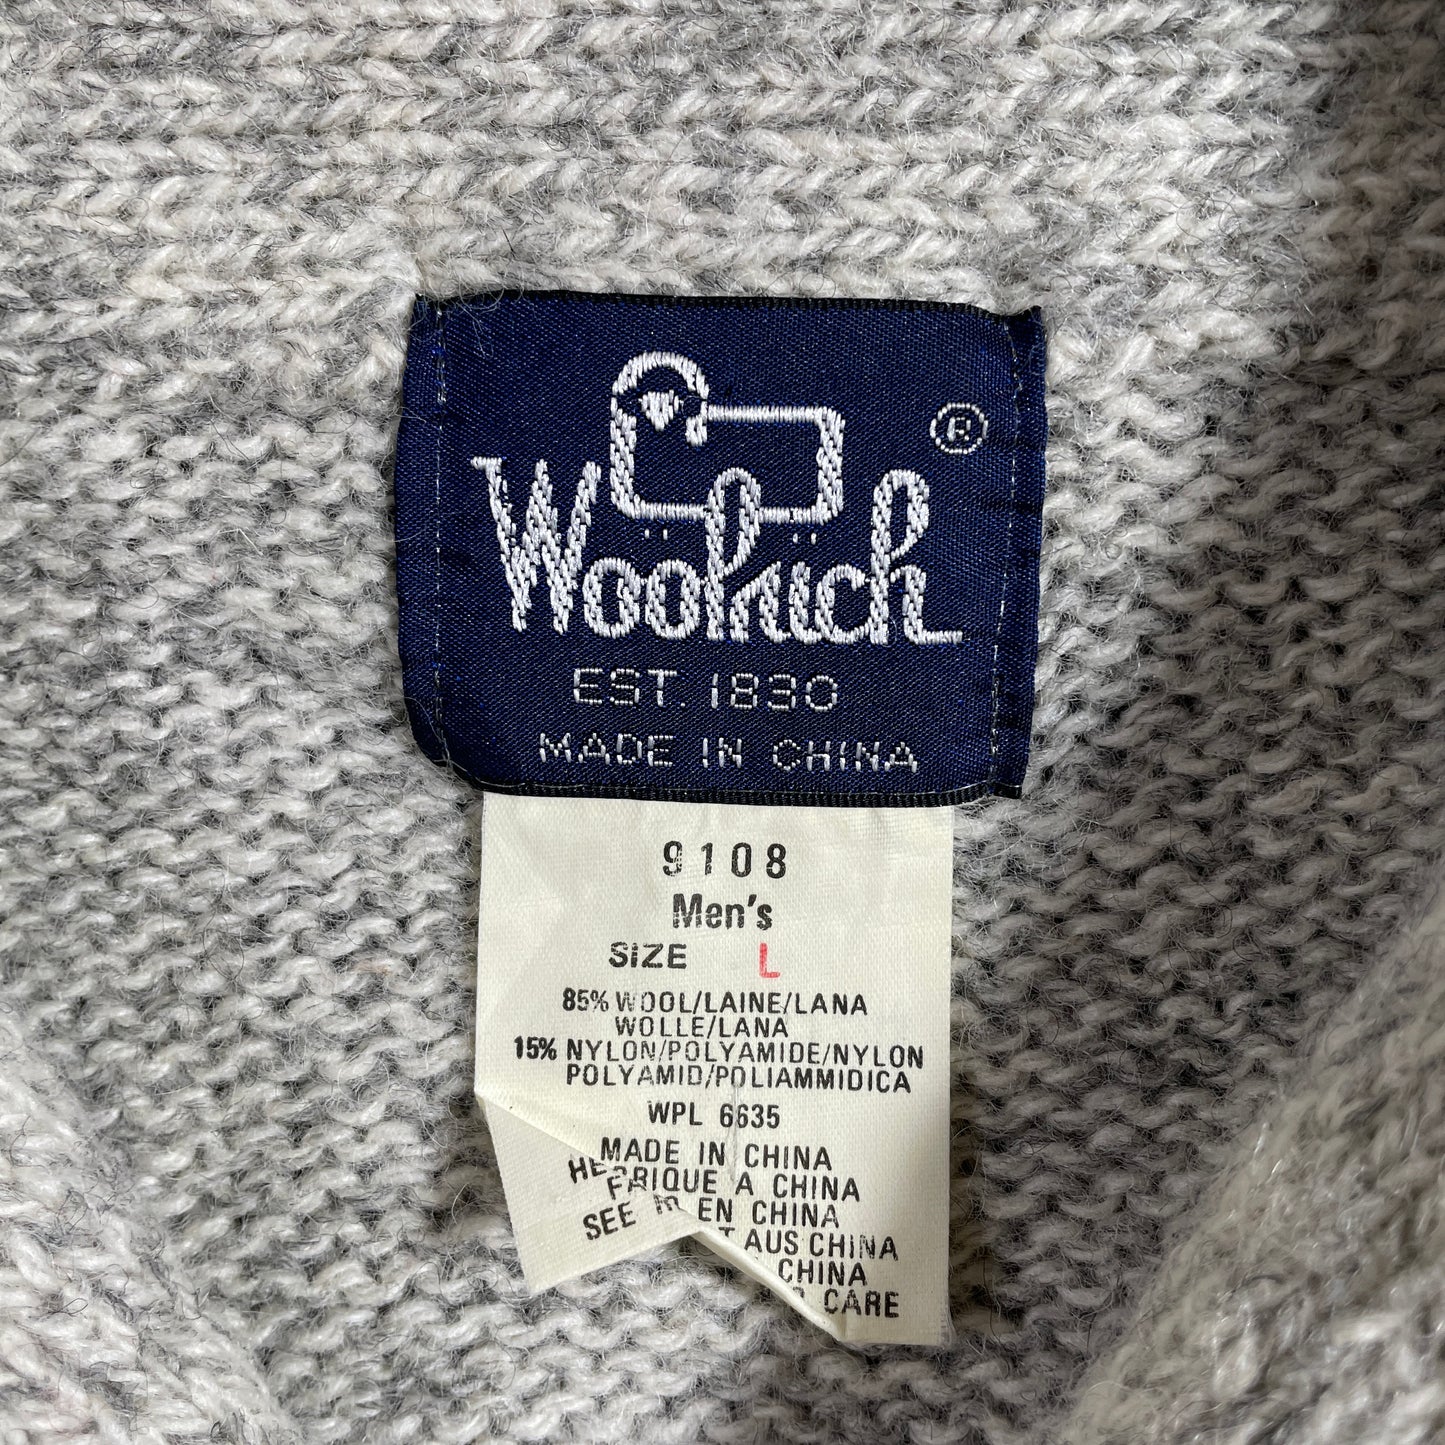 Woolrich ®
EST. 1830
MADE IN CHINA
9108
Men's
SIZE L
85% WOOL/LAINE/LANA
WOLLE/LANA
15% NYLON/POLYAMIDE/NYLON
POLYAMID/POLIAMMIDICA
WPL 6635
MADE IN CHINA
A CHINA
SEE EN CHINA
AUS CHINA
CHINA
CARE